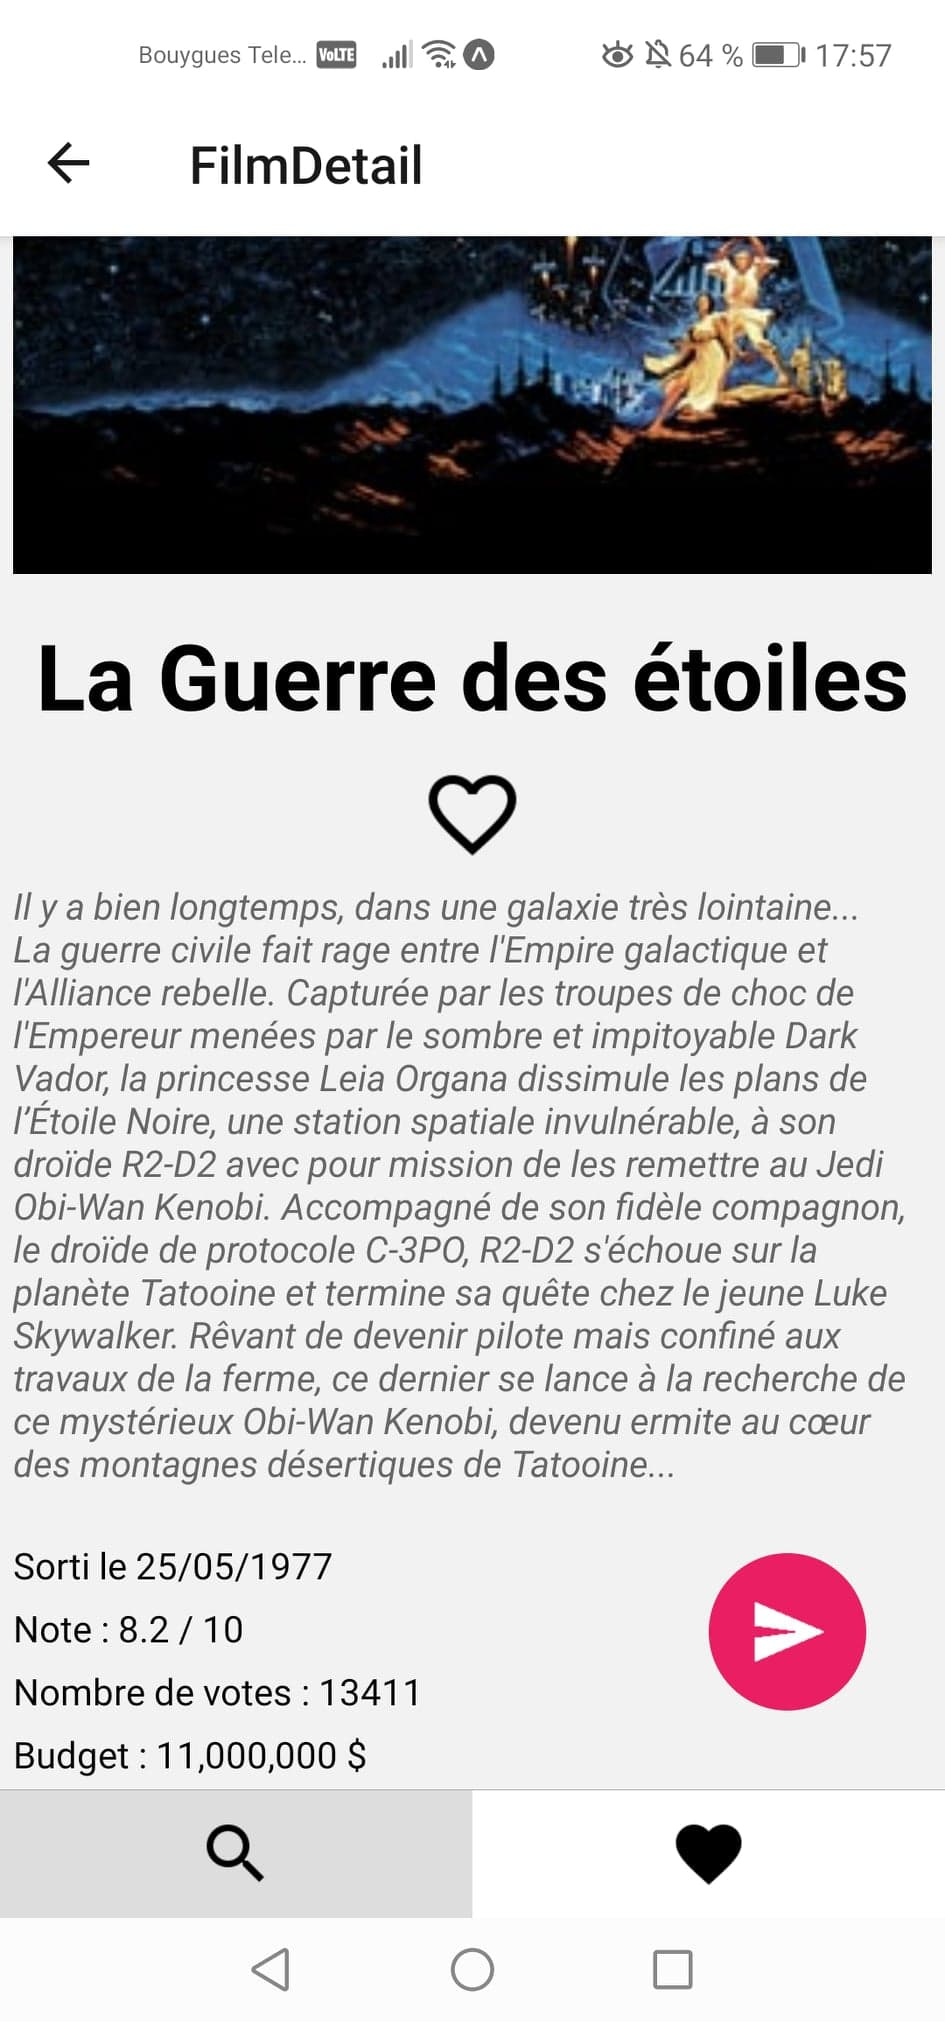 Bouygues Tele... VoLTE 64 % 17:57
FilmDetail
La Guerre des étoiles
Il y a bien longtemps, dans une galaxie très lointaine...
La guerre civile fait rage entre l'Empire galactique et
l'Alliance rebelle. Capturée par les troupes de choc de
l'Empereur menées par le sombre et impitoyable Dark
Vador, la princesse Leia Organa dissimule les plans de
l’Étoile Noire, une station spatiale invulnérable, à son
droïde R2-D2 avec pour mission de les remettre au Jedi
Obi-Wan Kenobi. Accompagné de son fidèle compagnon,
le droïde de protocole C-3PO, R2-D2 s'échoue sur la
planète Tatooine et termine sa quête chez le jeune Luke
Skywalker. Rêvant de devenir pilote mais confiné aux
travaux de la ferme, ce dernier se lance à la recherche de
ce mystérieux Obi-Wan Kenobi, devenu ermite au cœur
des montagnes désertiques de Tatooine...
Sorti le 25/05/1977
Note : 8.2 / 10
Nombre de votes : 13411
Budget : 11,000,000 $